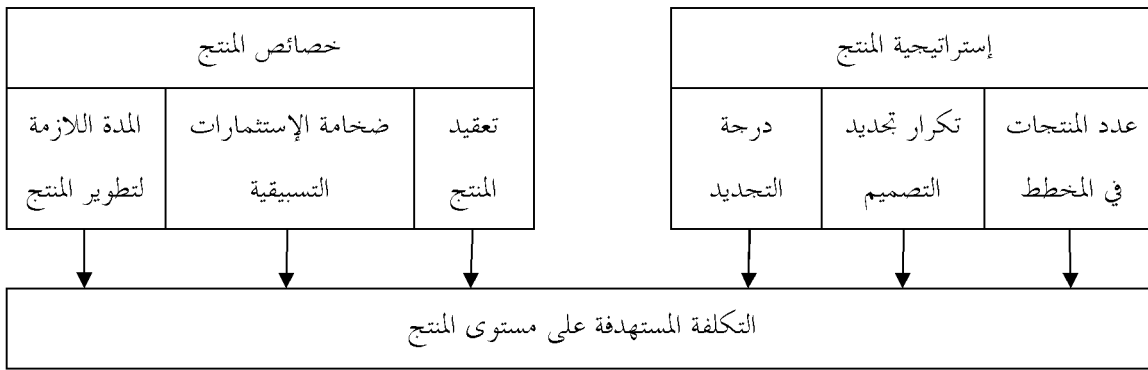 إستراتيجية المنتج
عدد المنتجات
في المخطط
تكرار تجديد
التصميم
درجة
التجديد
خصائص المنتج
تعقيد
المنتج
ضخامة الإستثمارات
التسبيقية
المدة اللازمة
لتطوير المنتج
التكلفة المستهدفة على مستوى المنتج